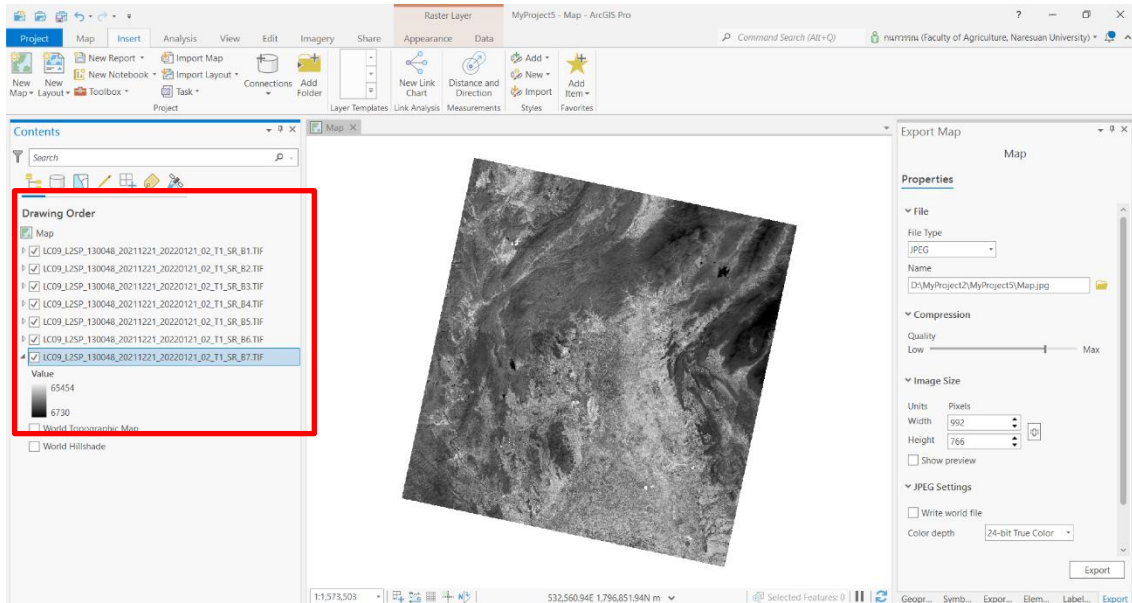 Raster Layer
MyProject5 - Map - ArcGIS Pro
?
Project Map Insert Analysis View Edit Imagery Share Appearance Data
Command Search (Alt+Q)
(Faculty of Agriculture, Naresuan University)
New Map New Layout New Report Import Map Connections Add Folder New Link Chart Distance and Direction Add Add Item
New Notebook Import Layout New
Toolbox Task Import
Project Layer Templates Link Analysis Measurements Styles Favorites
Contents
Search
Drawing Order
Map
LC09_L2SP_130048_20211221_20220121_02_T1_SR_B1.TIF
LC09_L2SP_130048_20211221_20220121_02_T1_SR_B2.TIF
LC09_L2SP_130048_20211221_20220121_02_T1_SR_B3.TIF
LC09_L2SP_130048_20211221_20220121_02_T1_SR_B4.TIF
LC09_L2SP_130048_20211221_20220121_02_T1_SR_B5.TIF
LC09_L2SP_130048_20211221_20220121_02_T1_SR_B6.TIF
LC09_L2SP_130048_20211221_20220121_02_T1_SR_B7.TIF
Value
65454
6730
World Topographic Map
World Hillshade
Map
1:1,573,503
532,560.94E 1,796,851.94N m
Selected Features: 0
Export Map
Map
Properties
File
File Type
JPEG
Name
D:\MyProject2\MyProject5\Map.jpg
Compression
Quality
Low Max
Image Size
Units Pixels
Width 992
Height 766
Show preview
JPEG Settings
Write world file
Color depth 24-bit True Color
Export
Geopr... Symb... Expor... Elem... Label... Export